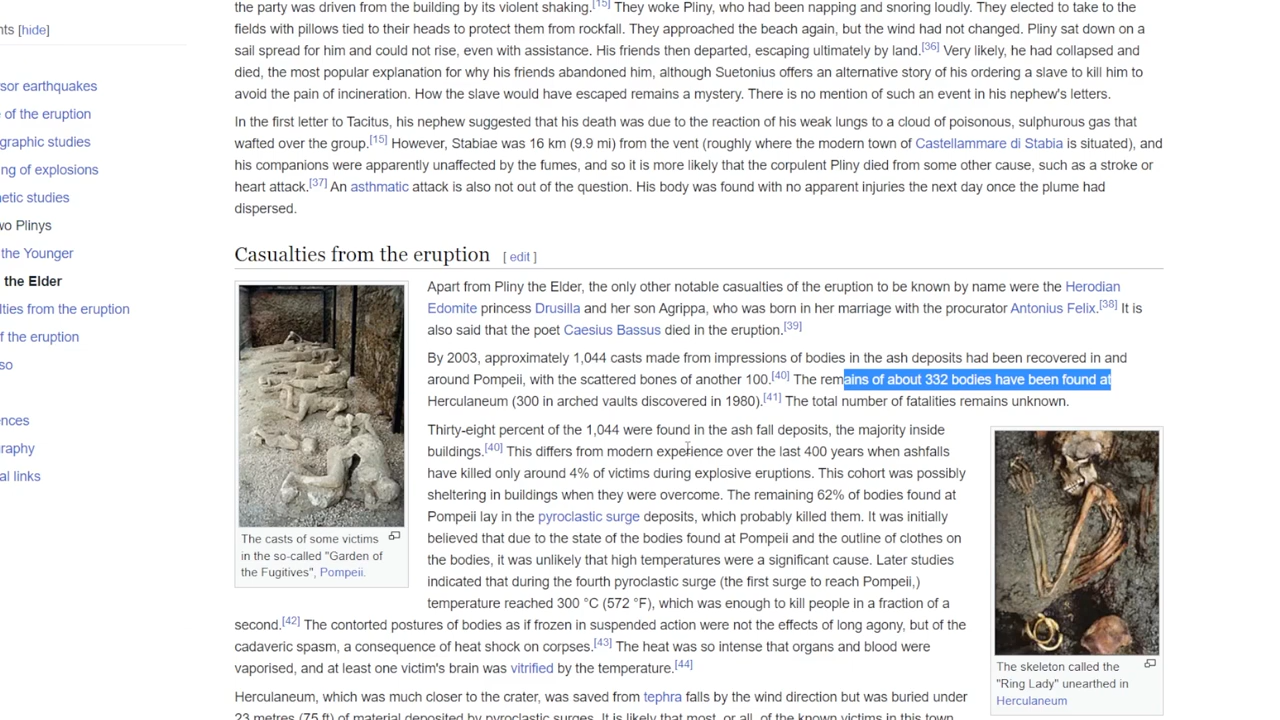 the party was driven from the building by its violent shaking.[15] They woke Pliny, who had been napping and snoring loudly. They elected to take to the
fields with pillows tied to their heads to protect them from rockfall. They approached the beach again, but the wind had not changed. Pliny sat down on a
sail spread for him and could not rise, even with assistance. His friends then departed, escaping ultimately by land.[36] Very likely, he had collapsed and
died, the most popular explanation for why his friends abandoned him, although Suetonius offers an alternative story of his ordering a slave to kill him to
avoid the pain of incineration. How the slave would have escaped remains a mystery. There is no mention of such an event in his nephew's letters.
In the first letter to Tacitus, his nephew suggested that his death was due to the reaction of his weak lungs to a cloud of poisonous, sulphurous gas that
wafted over the group.[15] However, Stabiae was 16 km (9.9 mi) from the vent (roughly where the modern town of Castellammare di Stabia is situated), and
his companions were apparently unaffected by the fumes, and so it is more likely that the corpulent Pliny died from some other cause, such as a stroke or
heart attack.[37] An asthmatic attack is also not out of the question. His body was found with no apparent injuries the next day once the plume had
dispersed.
nts [hide]
sor earthquakes
e of the eruption
graphic studies
ng of explosions
netic studies
wo Plinys
the Younger
the Elder
lties from the eruption
f the eruption
so
ences
raphy
al links
Casualties from the eruption [ edit ]
Apart from Pliny the Elder, the only other notable casualties of the eruption to be known by name were the Herodian
Edomite princess Drusilla and her son Agrippa, who was born in her marriage with the procurator Antonius Felix.[38] It is
also said that the poet Caesius Bassus died in the eruption.[39]
By 2003, approximately 1,044 casts made from impressions of bodies in the ash deposits had been recovered in and
around Pompeii, with the scattered bones of another 100.[40] The remains of about 332 bodies have been found at
Herculaneum (300 in arched vaults discovered in 1980).[41] The total number of fatalities remains unknown.
Thirty-eight percent of the 1,044 were found in the ash fall deposits, the majority inside
buildings.[40] This differs from modern experience over the last 400 years when ashfalls
have killed only around 4% of victims during explosive eruptions. This cohort was possibly
sheltering in buildings when they were overcome. The remaining 62% of bodies found at
Pompeii lay in the pyroclastic surge deposits, which probably killed them. It was initially
believed that due to the state of the bodies found at Pompeii and the outline of clothes on
the bodies, it was unlikely that high temperatures were a significant cause. Later studies
indicated that during the fourth pyroclastic surge (the first surge to reach Pompeii,)
temperature reached 300 °C (572 °F), which was enough to kill people in a fraction of a
second.[42] The contorted postures of bodies as if frozen in suspended action were not the effects of long agony, but of the
cadaveric spasm, a consequence of heat shock on corpses.[43] The heat was so intense that organs and blood were
vaporised, and at least one victim's brain was vitrified by the temperature.[44]
Herculaneum, which was much closer to the crater, was saved from tephra falls by the wind direction but was buried under
23 metres (75 ft) of material deposited by pyroclastic surges. It is likely that most, or all, of the known victims in this town
The casts of some victims
in the so-called "Garden of
the Fugitives", Pompeii.
The skeleton called the
"Ring Lady" unearthed in
Herculaneum